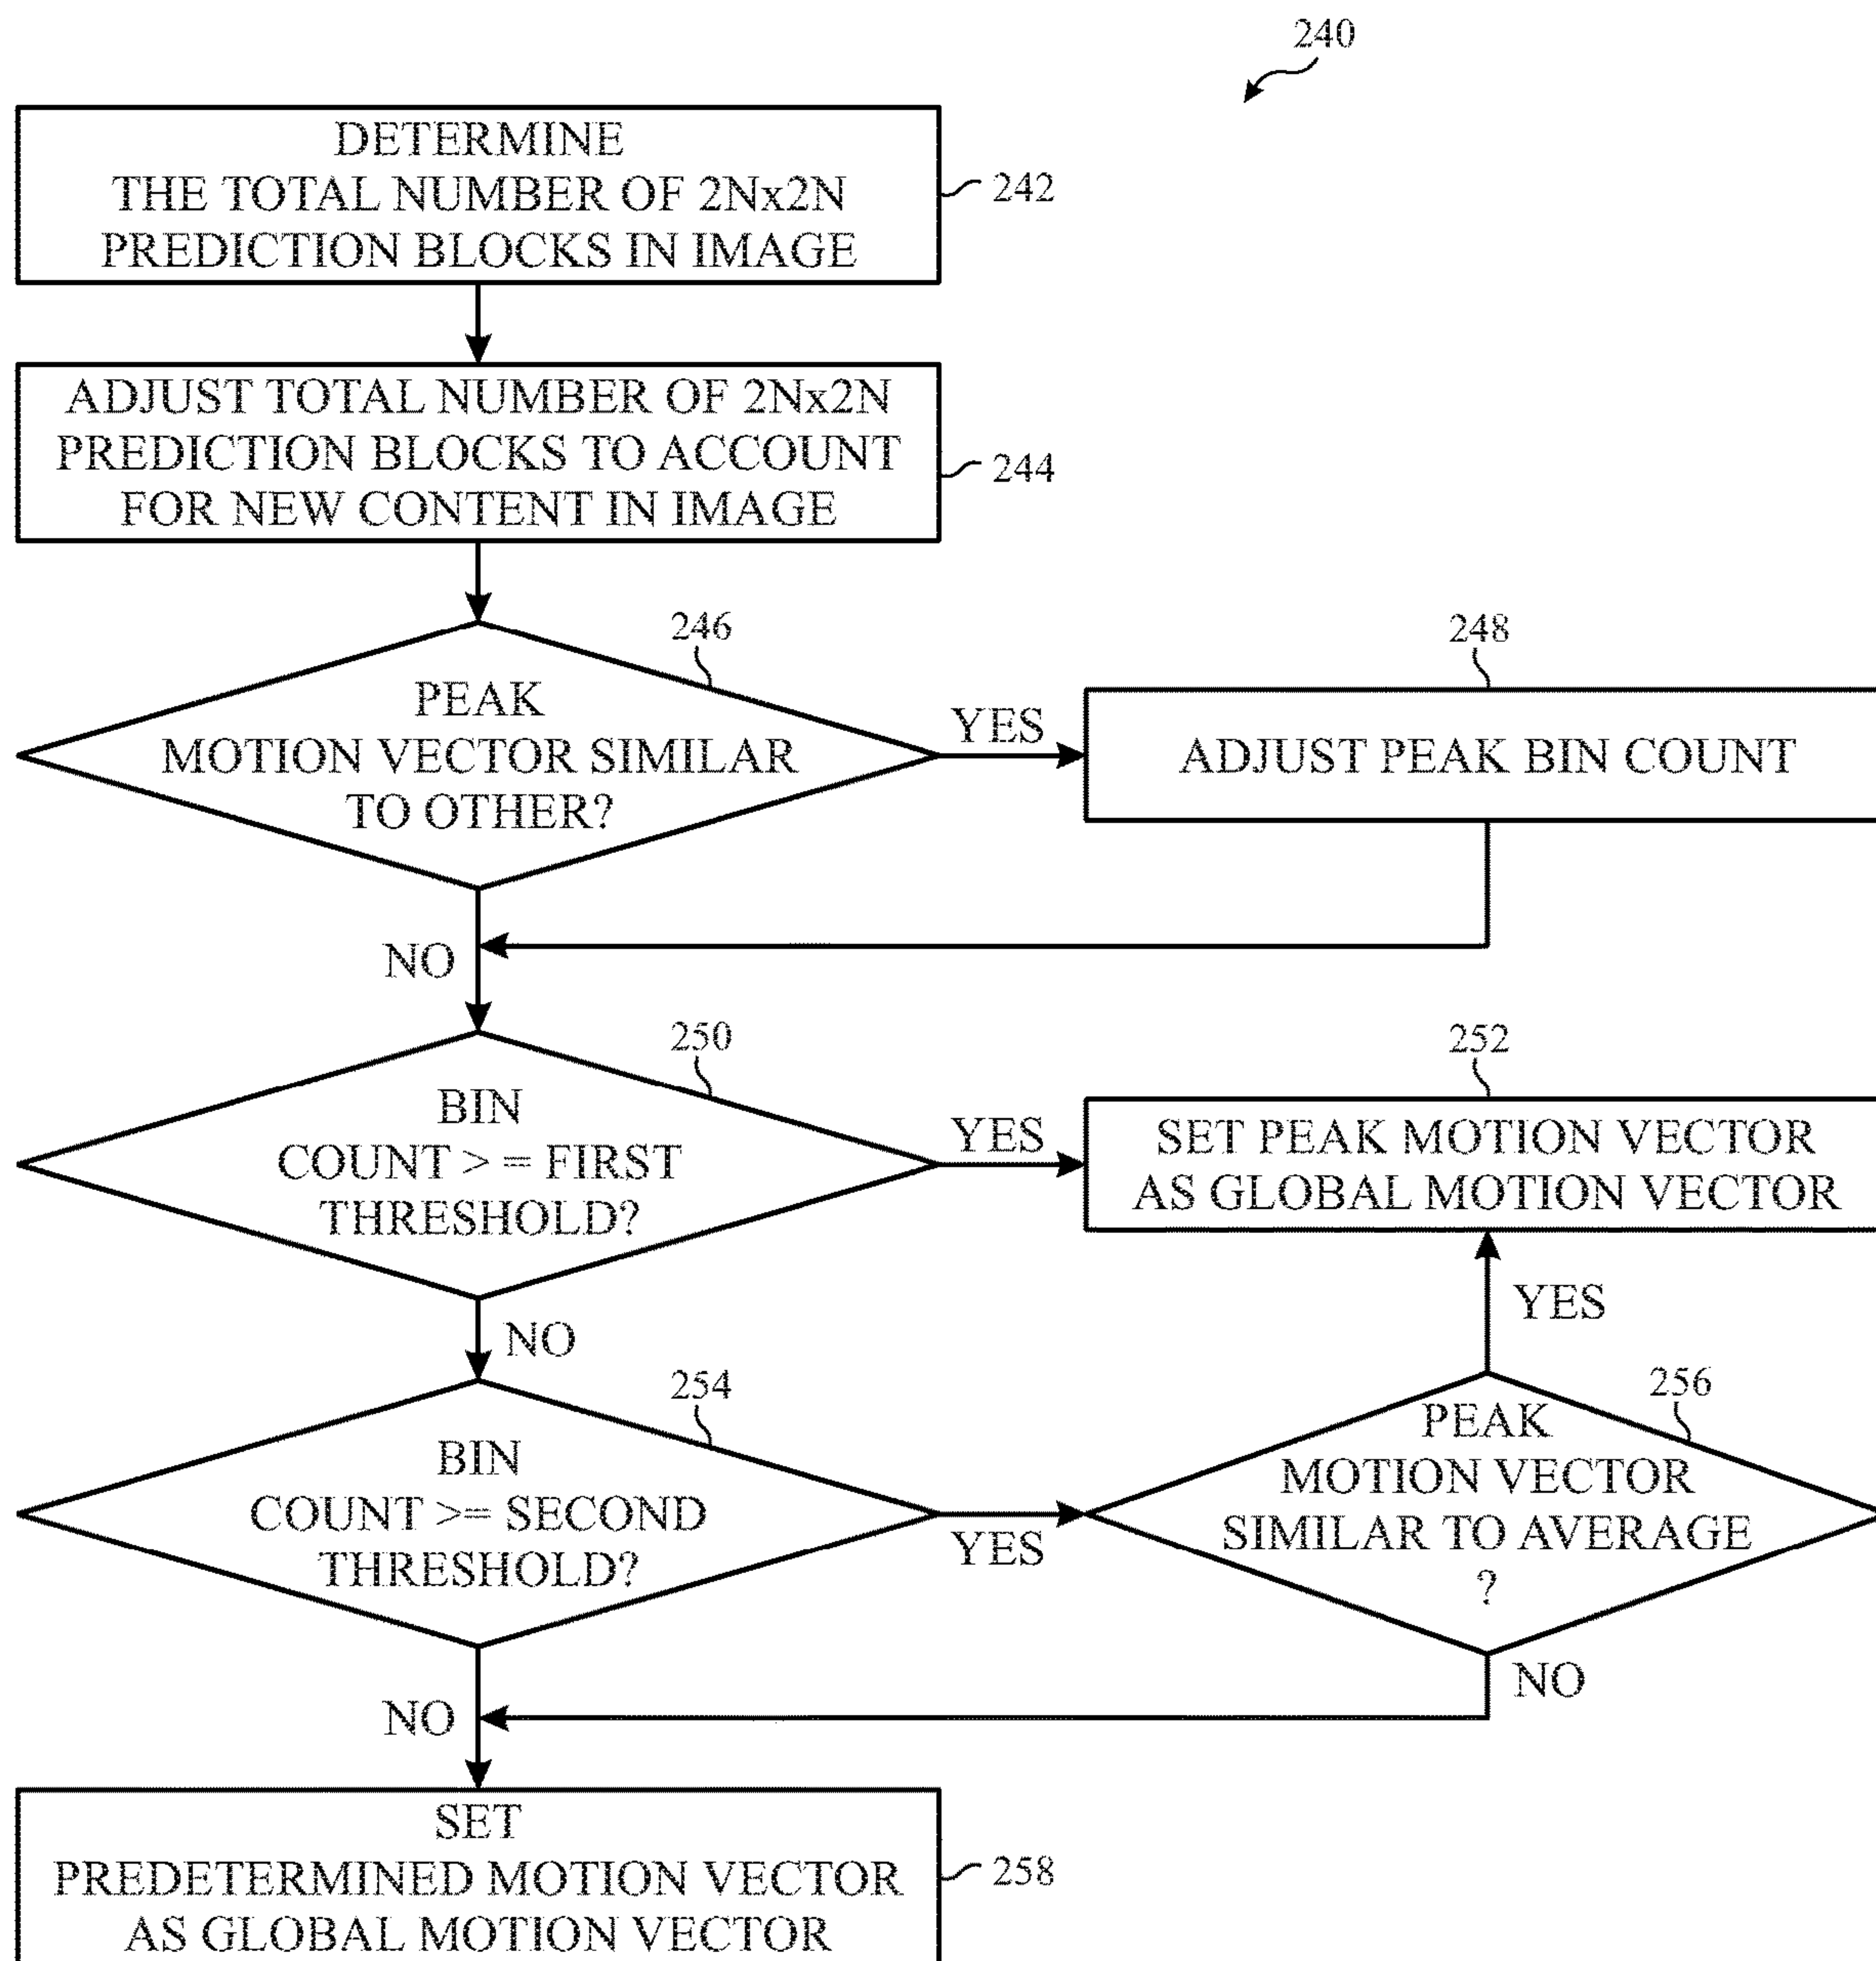 240
DETERMINE
THE TOTAL NUMBER OF 2Nx2N
PREDICTION BLOCKS IN IMAGE
242
ADJUST TOTAL NUMBER OF 2Nx2N
PREDICTION BLOCKS TO ACCOUNT
FOR NEW CONTENT IN IMAGE
244
246
PEAK
MOTION VECTOR SIMILAR
TO OTHER?
YES
248
ADJUST PEAK BIN COUNT
NO
250
BIN
COUNT > = FIRST
THRESHOLD?
YES
252
SET PEAK MOTION VECTOR
AS GLOBAL MOTION VECTOR
YES
NO
254
BIN
COUNT >= SECOND
THRESHOLD?
YES
256
PEAK
MOTION VECTOR
SIMILAR TO AVERAGE
?
NO
NO
SET
PREDETERMINED MOTION VECTOR
AS GLOBAL MOTION VECTOR
258